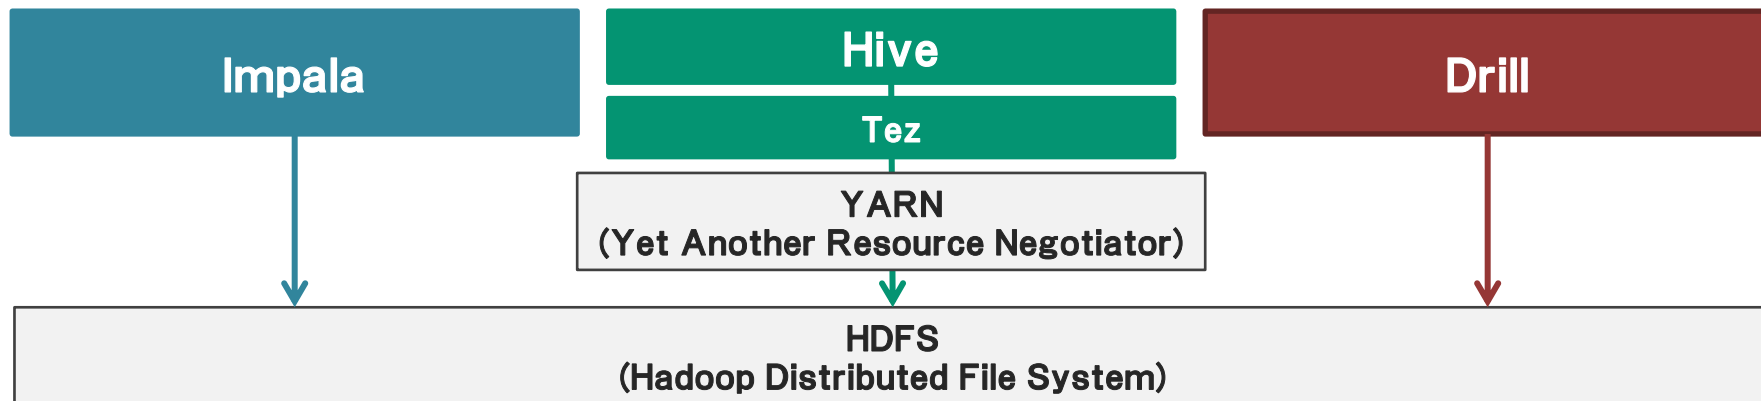 Impala
Hive
Drill
Tez
YARN
(Yet Another Resource Negotiator)
HDFS
(Hadoop Distributed File System)